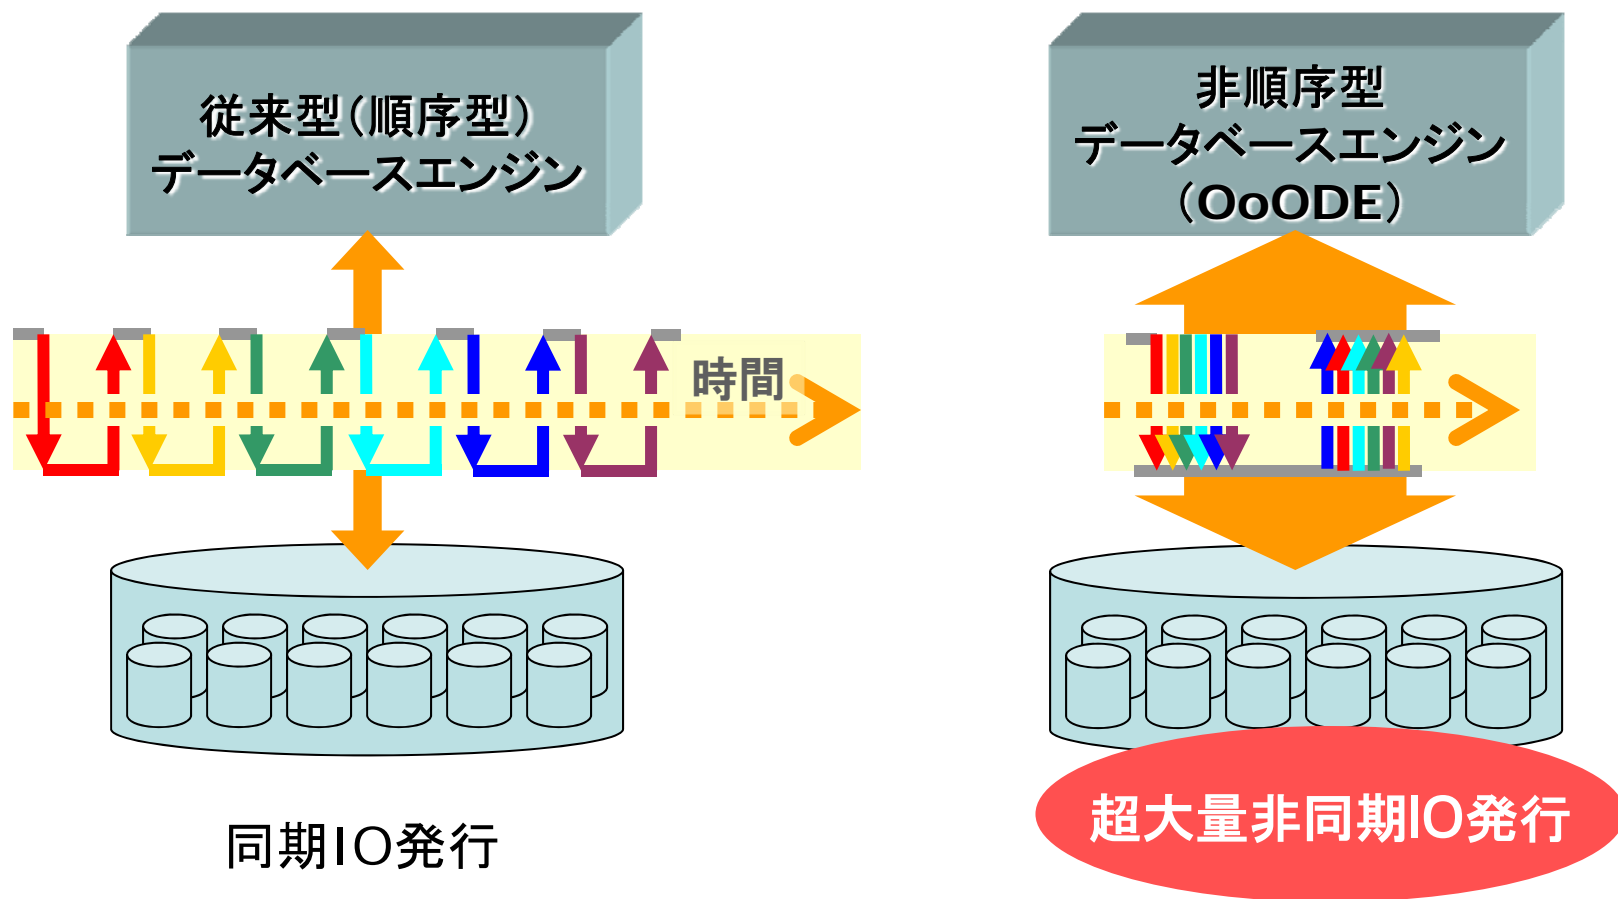 従来型（順序型）
データベースエンジン
時間
同期IO発行
非順序型
データベースエンジン
（OoODE）
超大量非同期IO発行